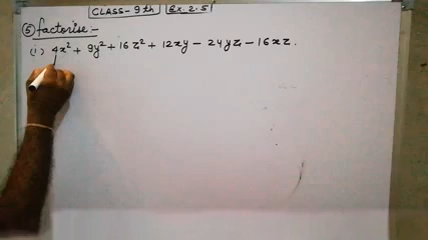 CLASS-9th Ex.2.5
⑤ factorise:-
(i) 4x² + 9y² + 16z² + 12xy - 24yz - 16xz.